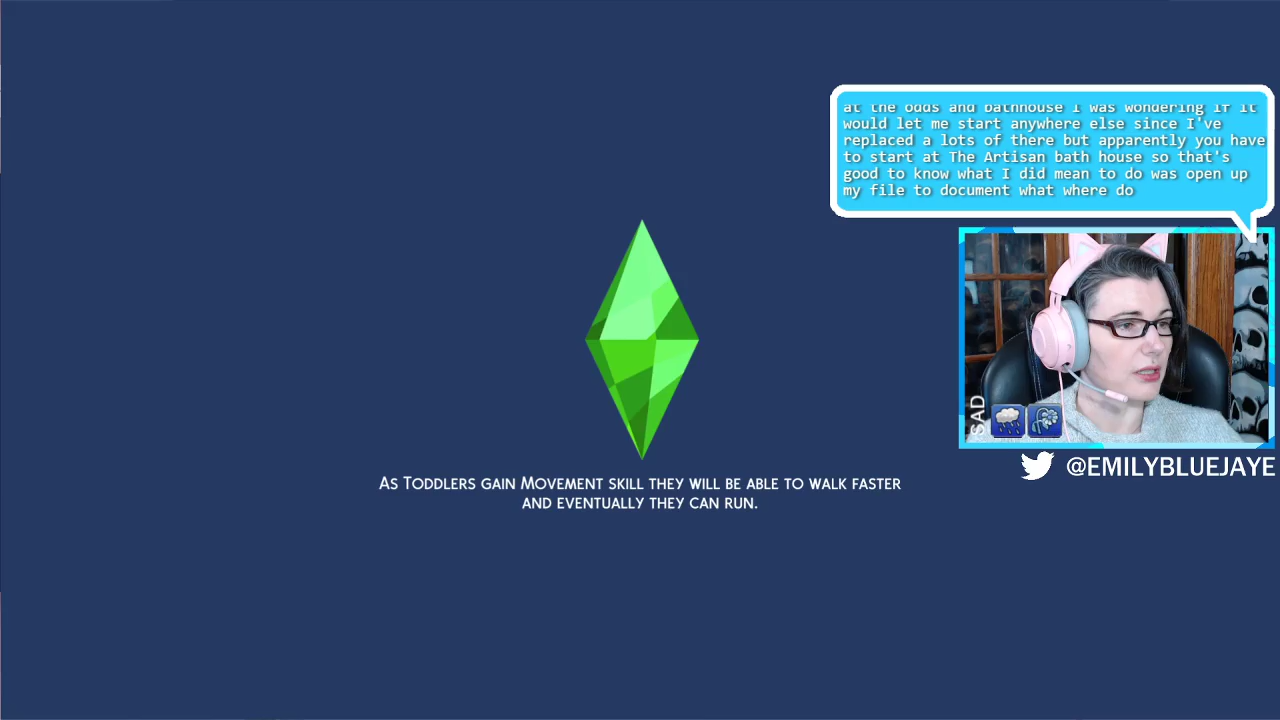 at the odds and bathhouse I was wondering if it
would let me start anywhere else since I've
replaced a lots of there but apparently you have
to start at The Artisan bath house so that's
good to know what I did mean to do was open up
my file to document what where do
SAD
@EMILYBLUEJAYE
AS TODDLERS GAIN MOVEMENT SKILL THEY WILL BE ABLE TO WALK FASTER
AND EVENTUALLY THEY CAN RUN.